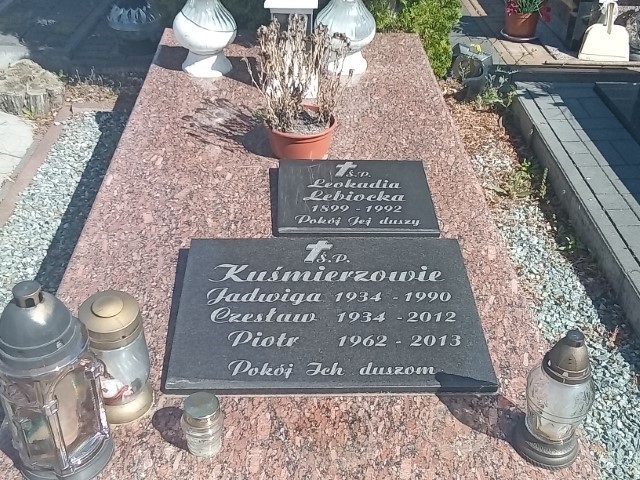 Ś.P.
Leokadia
Łebiocka
1899 - 1992
Pokój Jej duszy
Ś.P.
Kuśmierzowie
Jadwiga 1934 - 1990
Czesław 1934 - 2012
Piotr 1962 - 2013
Pokój Ich duszom